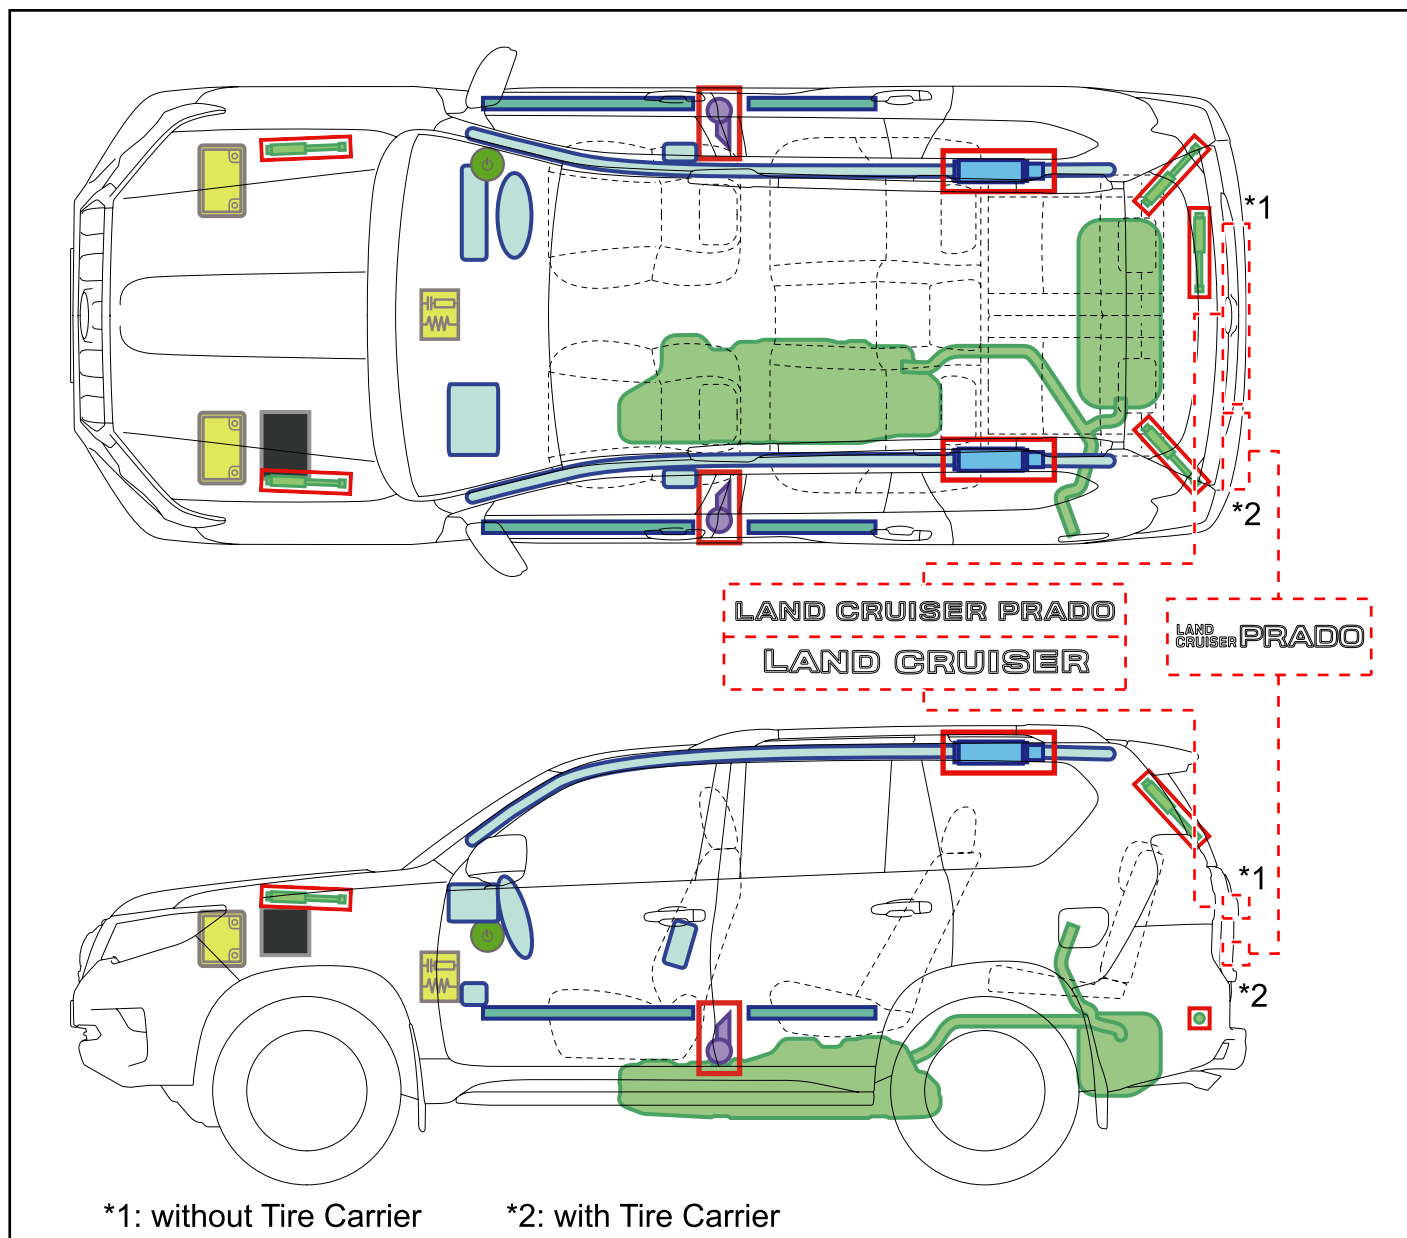 *1
*2
LAND CRUISER PRADO
LAND CRUISER
LAND
CRUISER PRADO
*1
*2
*1: without Tire Carrier *2: with Tire Carrier